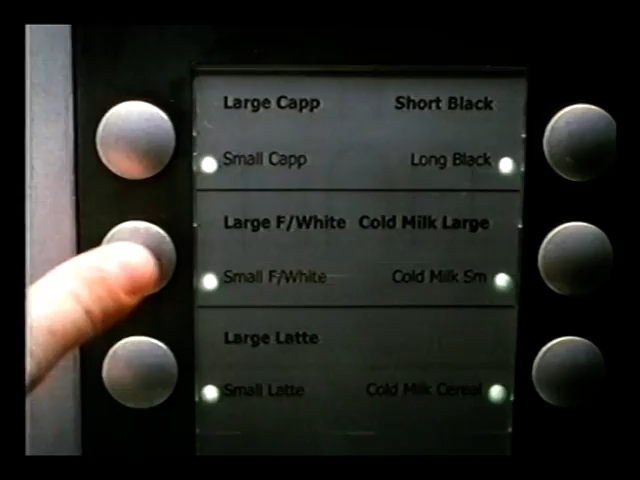 Large Capp Short Black
Small Capp Long Black
Large F/White Cold Milk Large
Small F/White Cold Milk Sm
Large Latte
Small Latte Cold Milk Cereal